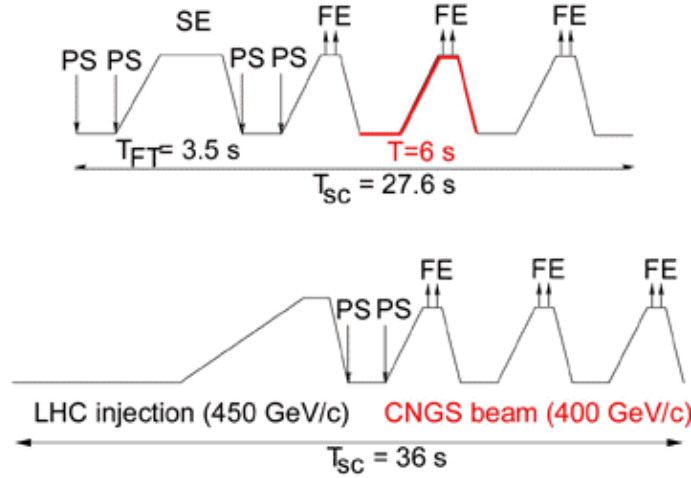 SE
FE
FE
FE
PS PS
PS PS
TFT= 3.5 s
T=6 s
Tsc = 27.6 s
FE
FE
FE
PS PS
LHC injection (450 GeV/c)
CNGS beam (400 GeV/c)
Tsc = 36 s